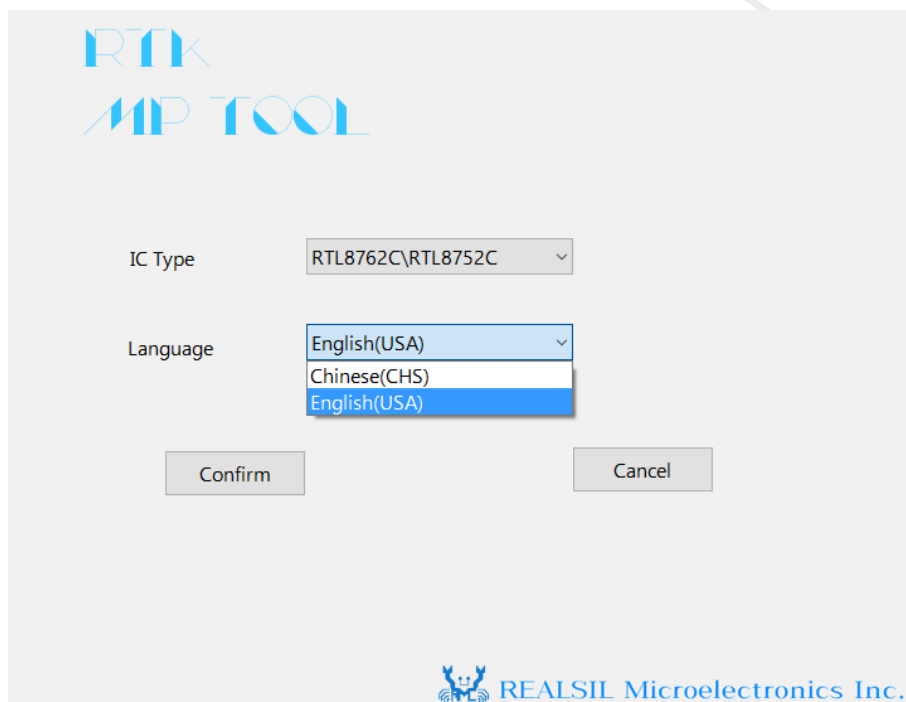 RTK
MP TOOL
IC Type
RTL8762C\RTL8752C
Language
English(USA)
Chinese(CHS)
English(USA)
Confirm
Cancel
REALSIL Microelectronics Inc.